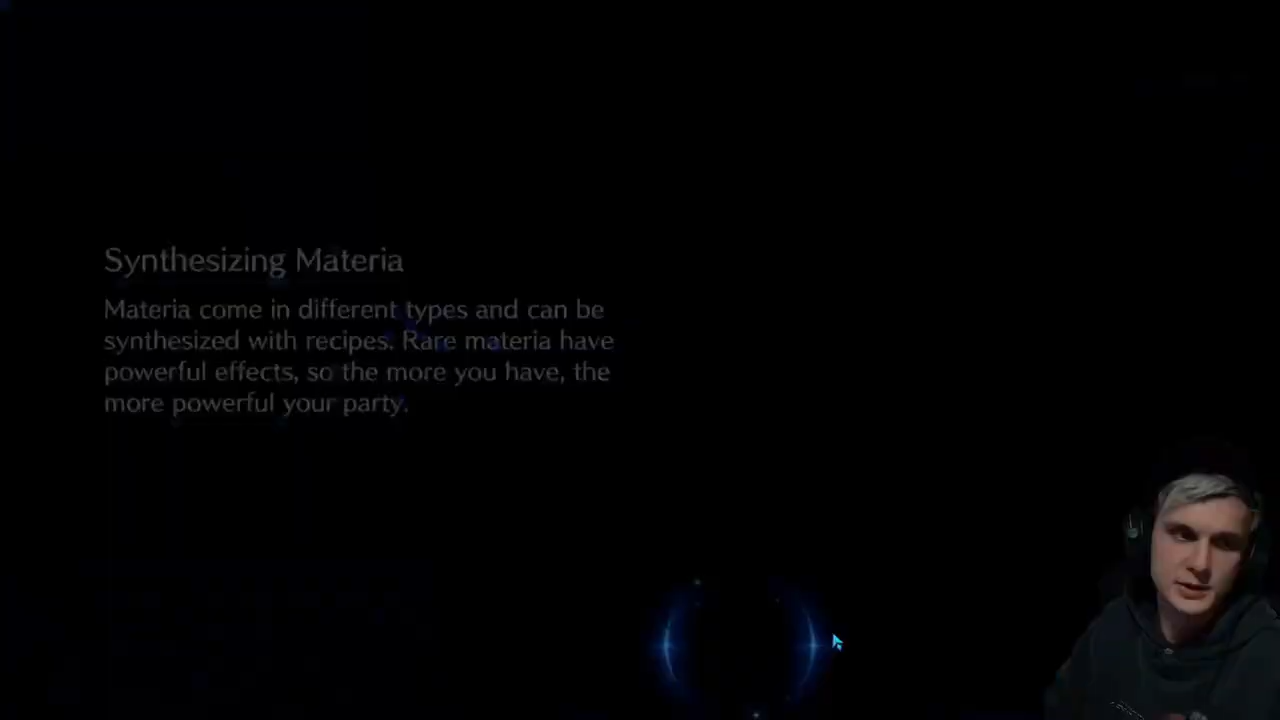 Synthesizing Materia
Materia come in different types and can be
synthesized with recipes. Rare materia have
powerful effects, so the more you have, the
more powerful your party.